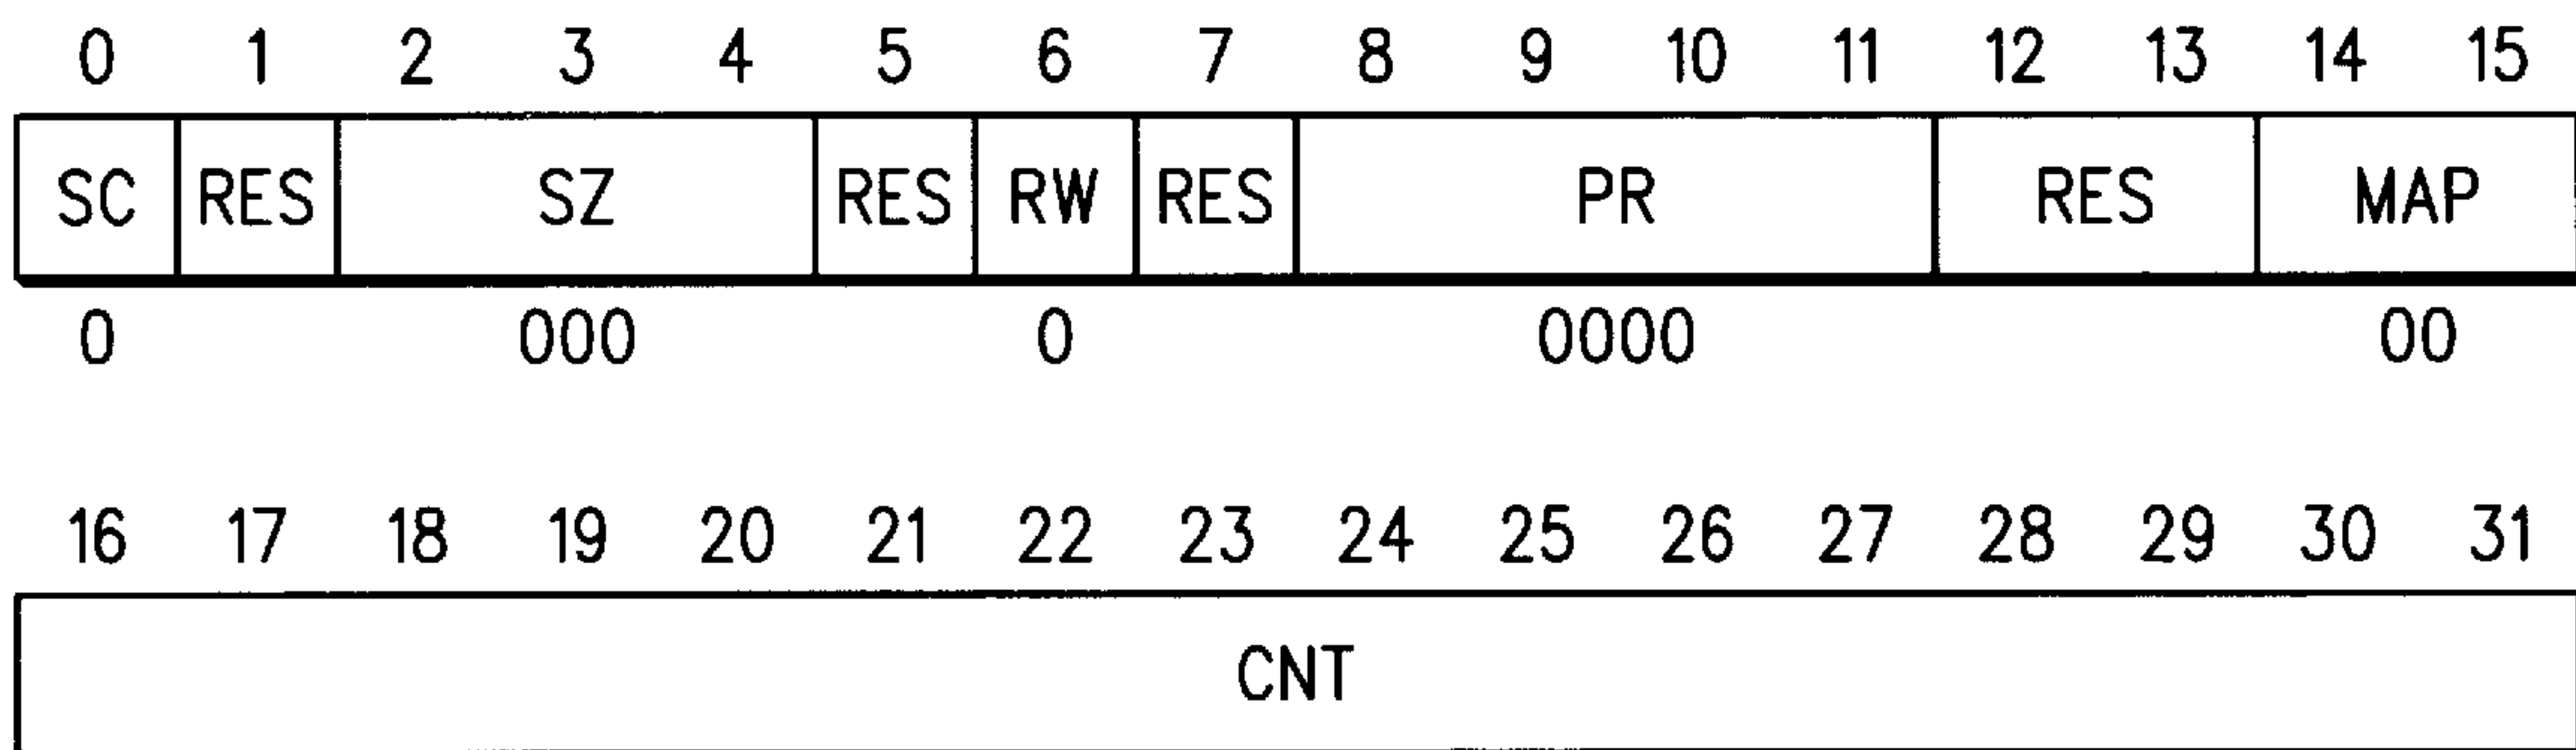 0 1 2 3 4 5 6 7 8 9 10 11 12 13 14 15
SC RES SZ RES RW RES PR RES MAP
0 000 0 0000 00
16 17 18 19 20 21 22 23 24 25 26 27 28 29 30 31
CNT